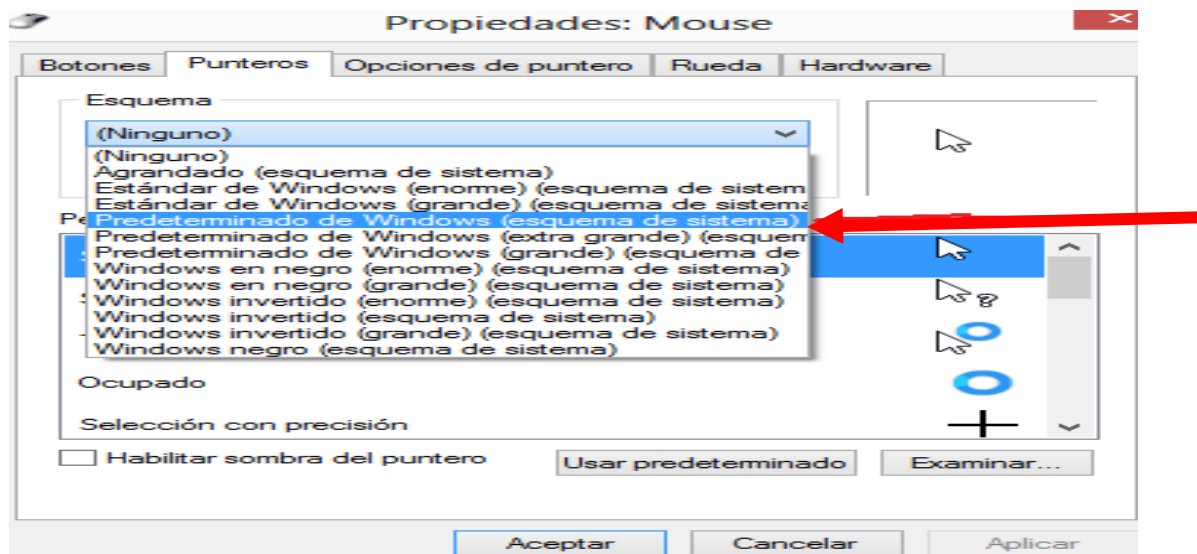 Propiedades: Mouse
Botones Punteros Opciones de puntero Rueda Hardware
Esquema
(Ninguno)
(Ninguno)
Agrandado (esquema de sistema)
Estándar de Windows (enorme) (esquema de sistem
Estándar de Windows (grande) (esquema de sistema
Predeterminado de Windows (esquema de sistema)
Predeterminado de Windows (extra grande) (esquem
Predeterminado de Windows (grande) (esquema de
Windows en negro (enorme) (esquema de sistema)
Windows en negro (grande) (esquema de sistema)
Windows invertido (enorme) (esquema de sistema)
Windows invertido (esquema de sistema)
Windows invertido (grande) (esquema de sistema)
Windows negro (esquema de sistema)
Ocupado
Selección con precisión
Habilitar sombra del puntero Usar predeterminado Examinar...
Aceptar Cancelar Aplicar